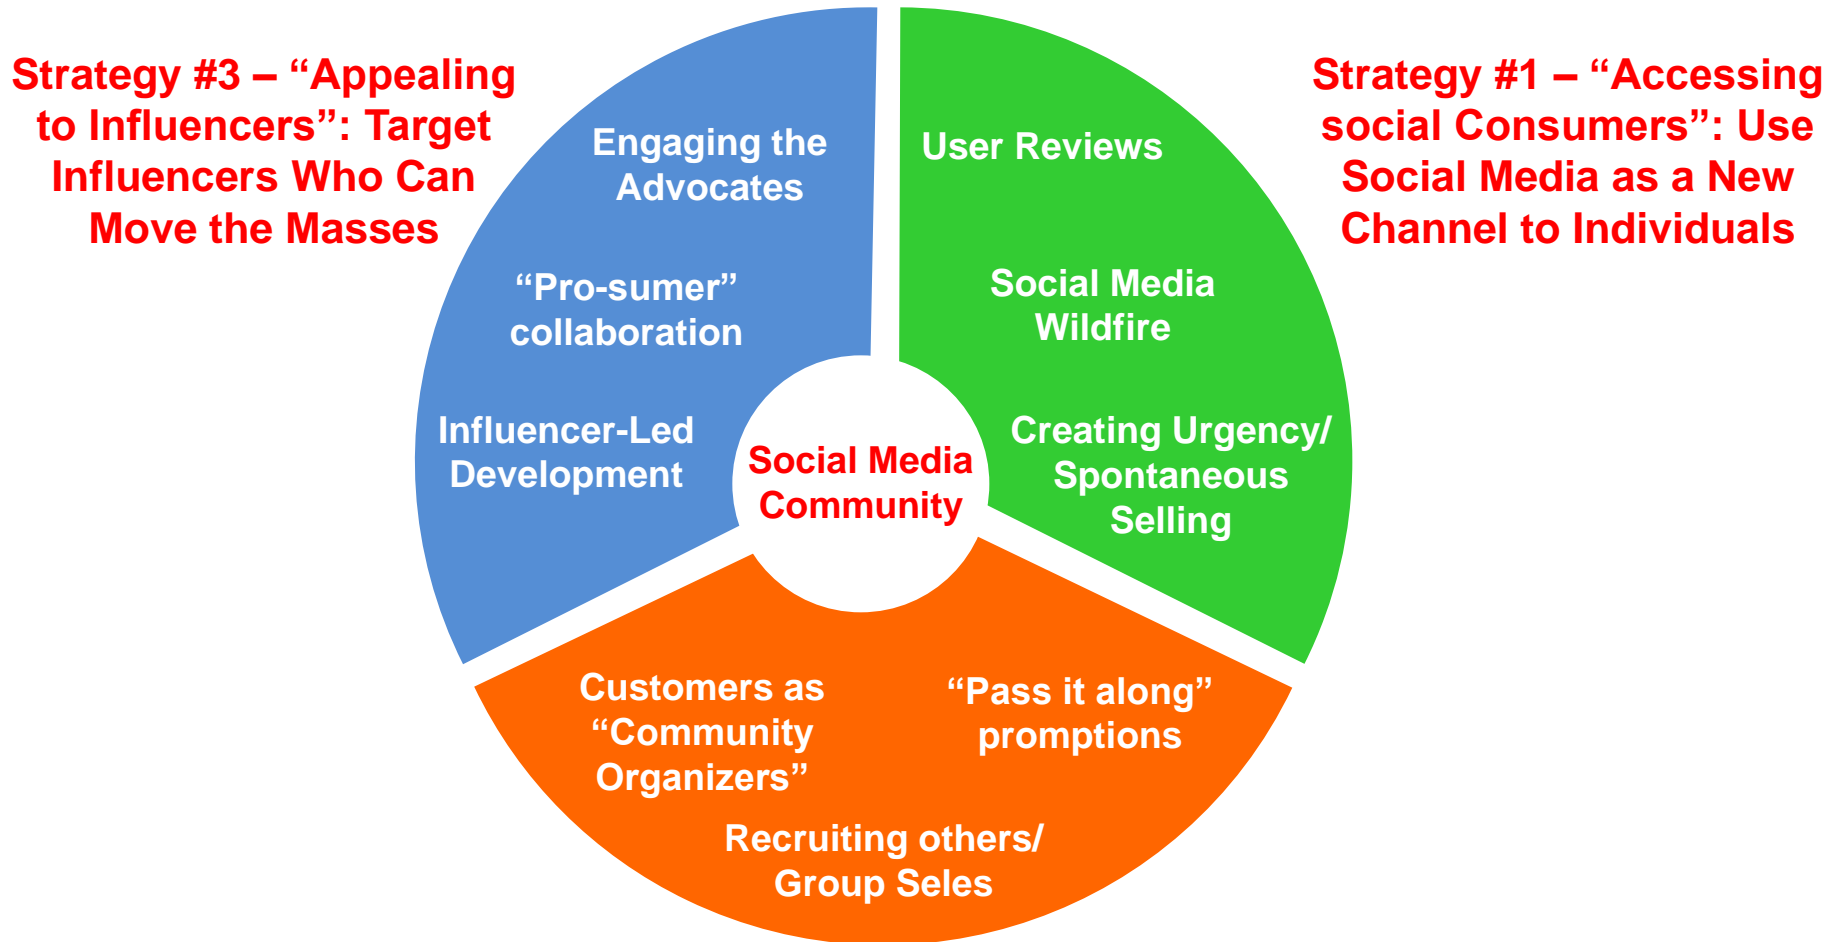 Strategy #3 – “Appealing
to Influencers”: Target
Influencers Who Can
Move the Masses
Engaging the
Advocates
“Pro-sumer”
collaboration
Influencer-Led
Development
User Reviews
Social Media
Wildfire
Creating Urgency/
Spontaneous
Selling
Strategy #1 – “Accessing
social Consumers”: Use
Social Media as a New
Channel to Individuals
Social Media
Community
Customers as
“Community
Organizers”
“Pass it along”
promptions
Recruiting others/
Group Seles